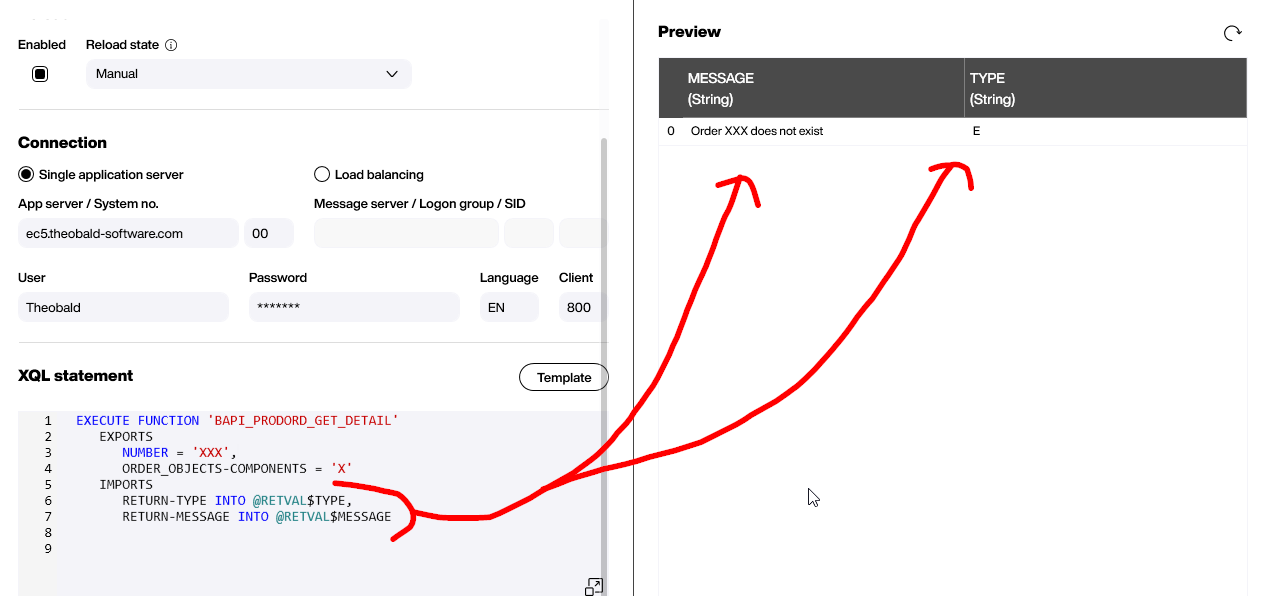 Enabled Reload state
Manual
Connection
Single application server Load balancing
App server / System no. Message server / Logon group / SID
ec5.theobald-software.com 00
User Password Language Client
Theobald ******* EN 800
XQL statement Template
1 EXECUTE FUNCTION 'BAPI_PRODORD_GET_DETAIL'
2 EXPORTS
3 NUMBER = 'XXX',
4 ORDER_OBJECTS-COMPONENTS = 'X'
5 IMPORTS
6 RETURN-TYPE INTO @RETVAL$TYPE,
7 RETURN-MESSAGE INTO @RETVAL$MESSAGE
8
9
Preview
MESSAGE TYPE
(String) (String)
0 Order XXX does not exist E